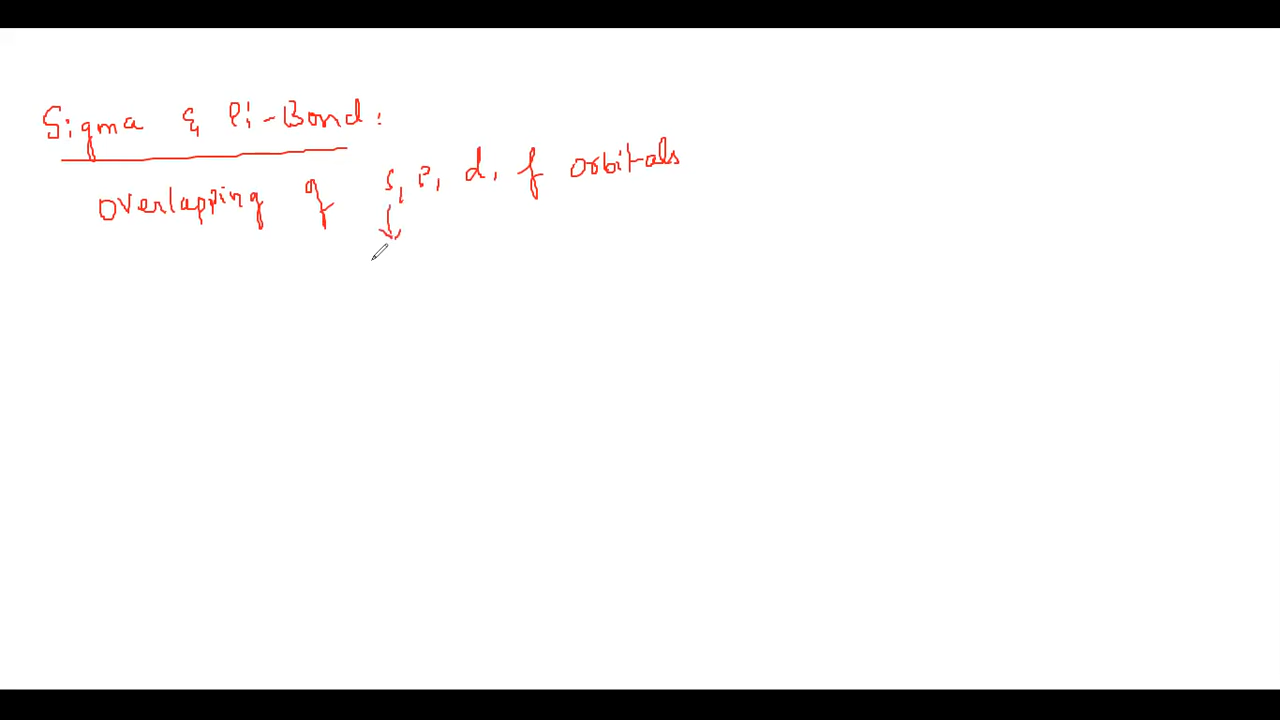 Sigma & Pi-Bond:
overlapping of s, p, d, f orbitals